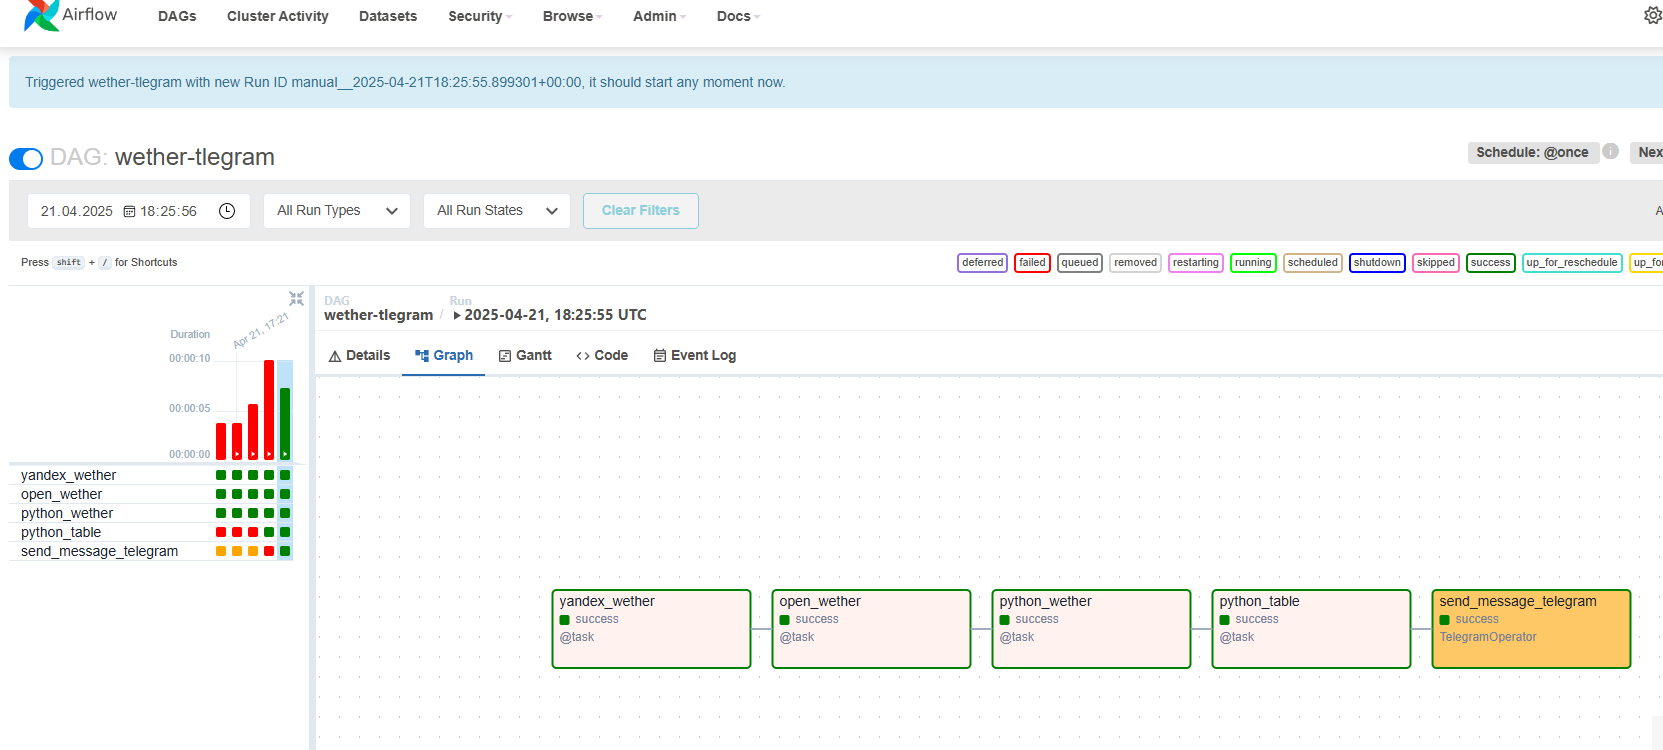 Airflow DAGs Cluster Activity Datasets Security Browse Admin Docs
Triggered wether-tlegram with new Run ID manual__2025-04-21T18:25:55.899301+00:00, it should start any moment now.
DAG: wether-tlegram Schedule: @once i Nex
21.04.2025 18:25:56 All Run Types All Run States Clear Filters A
Press shift + / for Shortcuts deferred failed queued removed restarting running scheduled shutdown skipped success up_for_reschedule up_for
DAG Run
wether-tlegram / 2025-04-21, 18:25:55 UTC
Details Graph Gantt Code Event Log
Duration Apr 21, 17:21
00:00:10
00:00:05
00:00:00
yandex_wether
open_wether
python_wether
python_table
send_message_telegram
yandex_wether
success
@task
open_wether
success
@task
python_wether
success
@task
python_table
success
@task
send_message_telegram
success
TelegramOperator